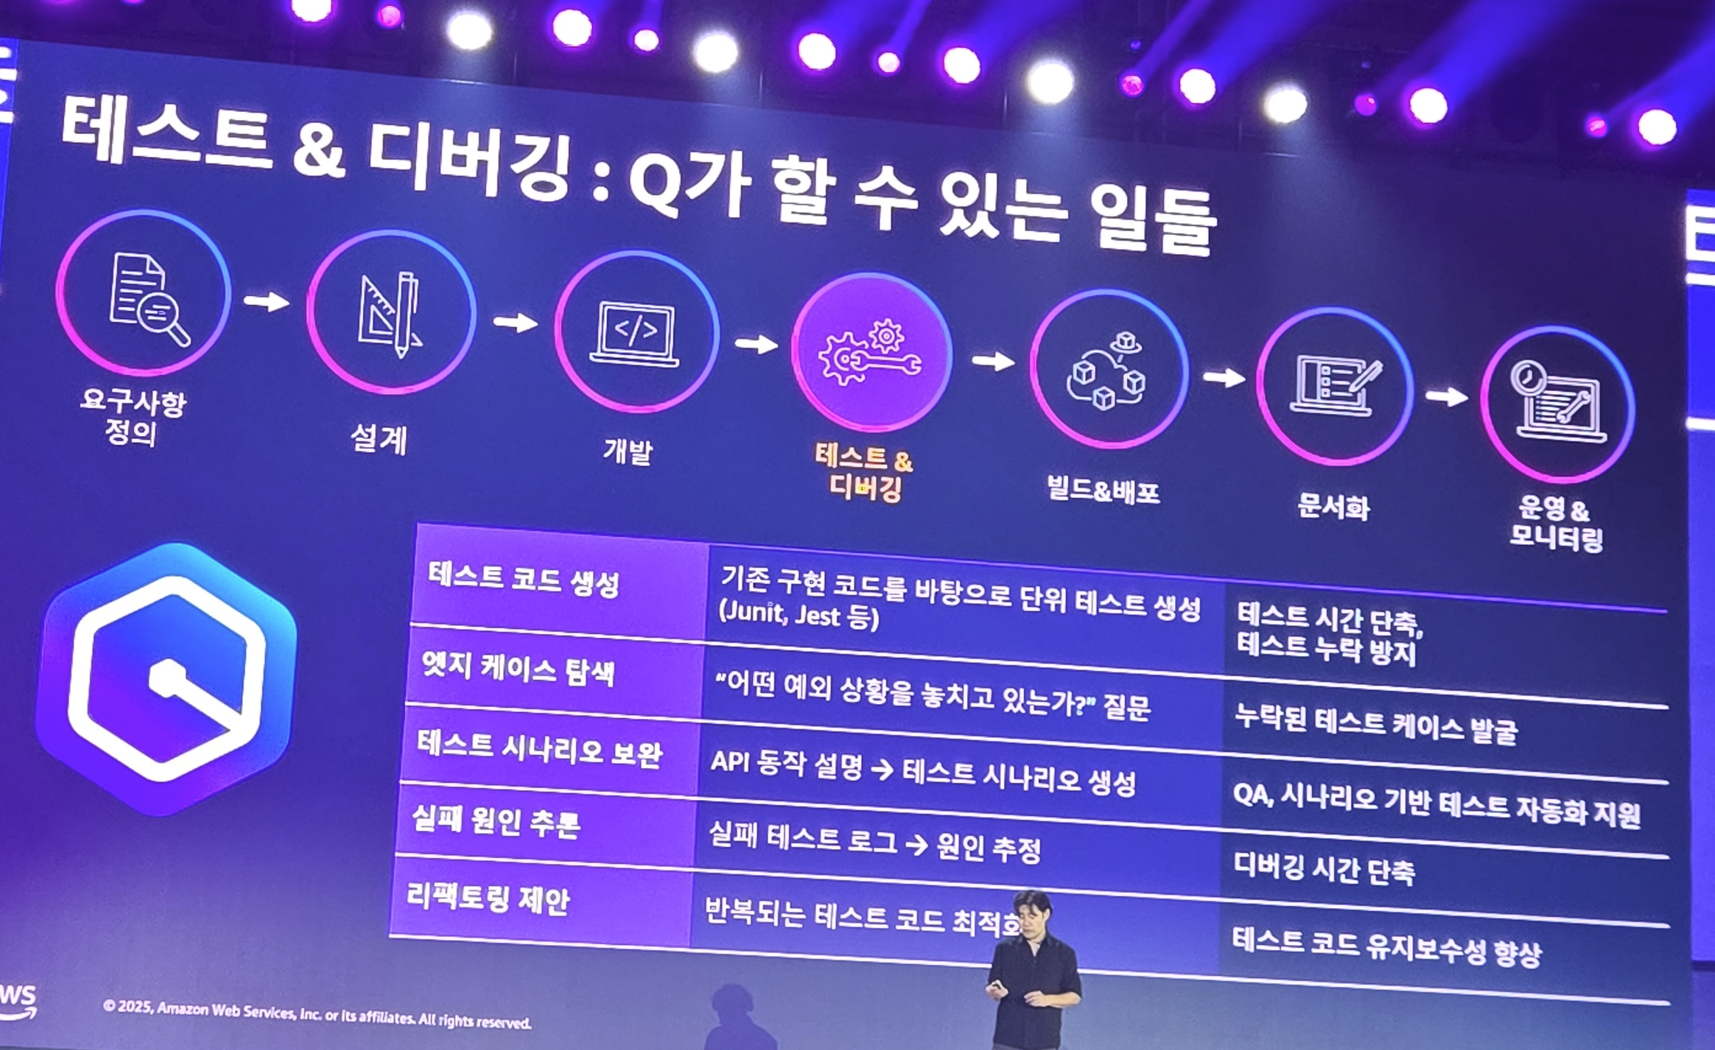 테스트 & 디버깅 : Q가 할 수 있는 일들
요구사항
정의
설계
개발
테스트 &
디버깅
빌드&배포
문서화
운영 &
모니터링
테스트 코드 생성
기존 구현 코드를 바탕으로 단위 테스트 생성
(Junit, Jest 등)
테스트 시간 단축,
테스트 누락 방지
엣지 케이스 탐색
“어떤 예외 상황을 놓치고 있는가?” 질문
누락된 테스트 케이스 발굴
테스트 시나리오 보완
API 동작 설명 → 테스트 시나리오 생성
QA, 시나리오 기반 테스트 자동화 지원
실패 원인 추론
실패 테스트 로그 → 원인 추정
디버깅 시간 단축
리팩토링 제안
반복되는 테스트 코드 최적화
테스트 코드 유지보수성 향상
© 2025, Amazon Web Services, Inc. or its affiliates. All rights reserved.